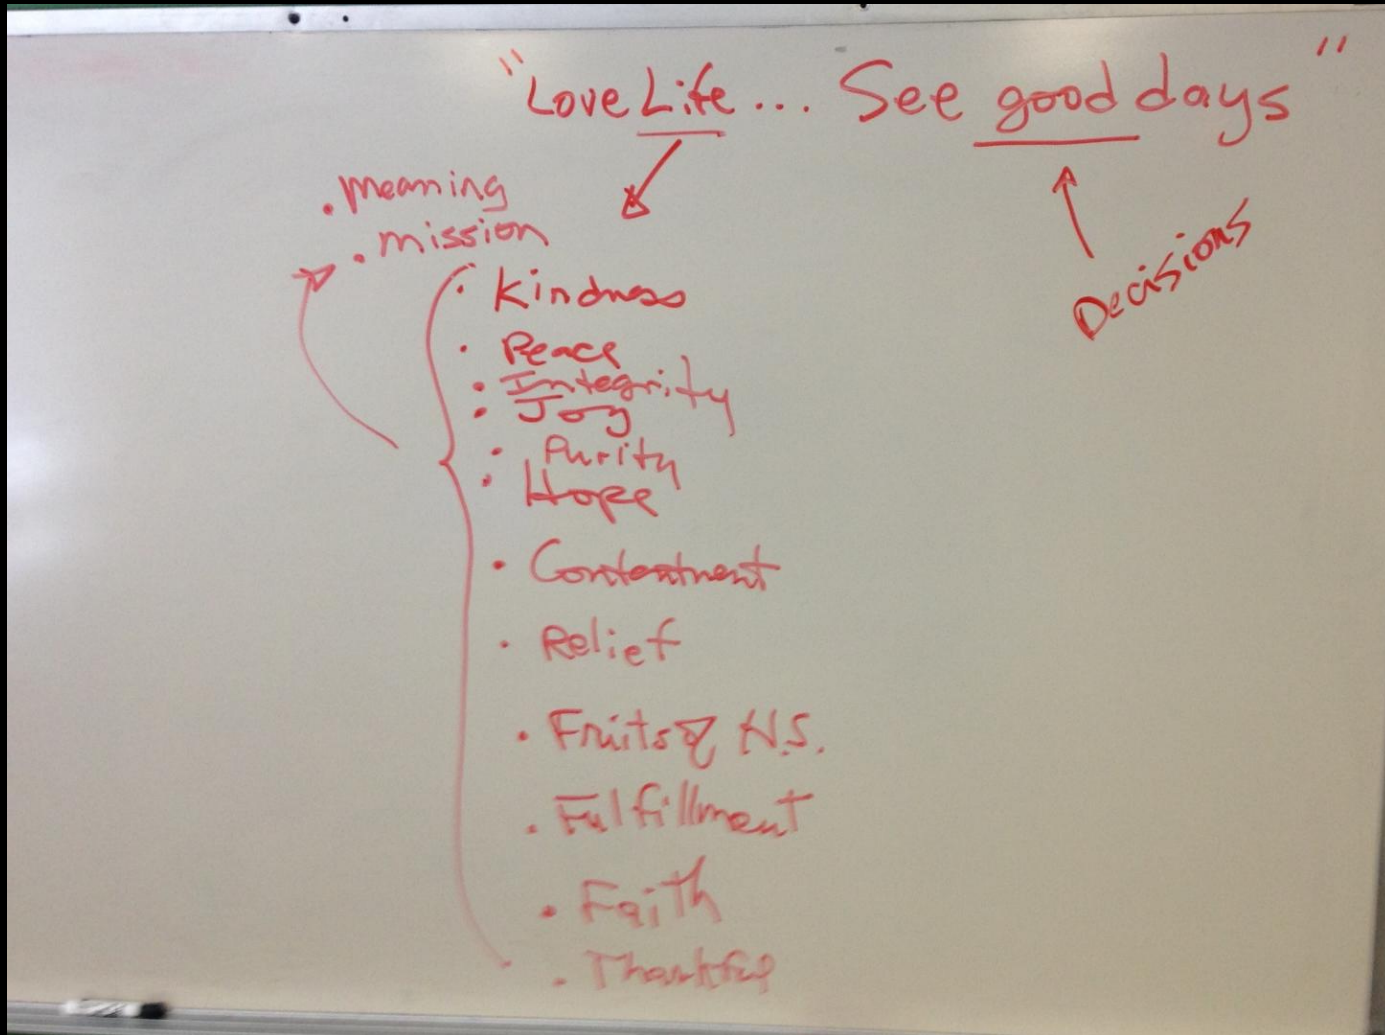 "Love Life... See good days"
. meaning
. mission
Decisions
· Kindness
· Peace
· Integrity
· Joy
· Purity
· Hope
· Contentment
· Relief
· Fruits of H.S.
· Fulfillment
· Faith
· Thankful